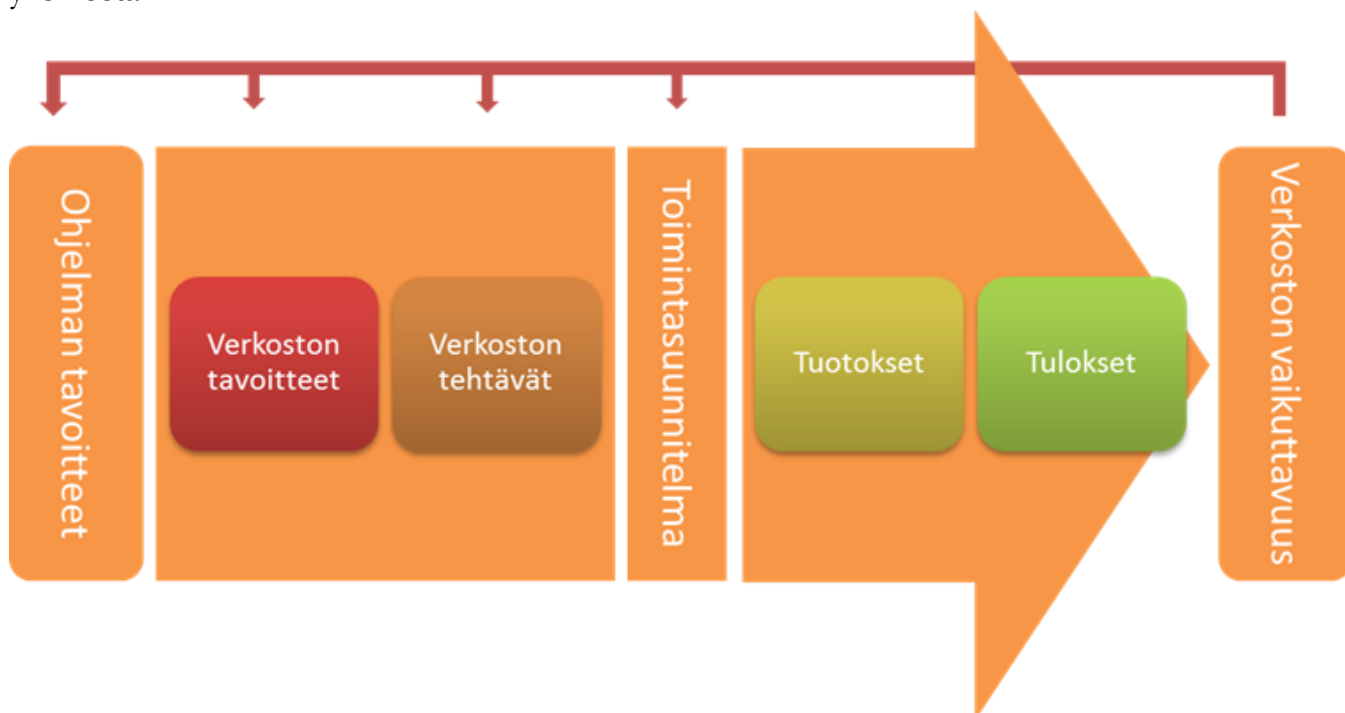 Ohjelman tavoitteet
Verkoston
tavoitteet
Verkoston
tehtävät
Toimintasuunnitelma
Tuotokset
Tulokset
Verkoston vaikuttavuus